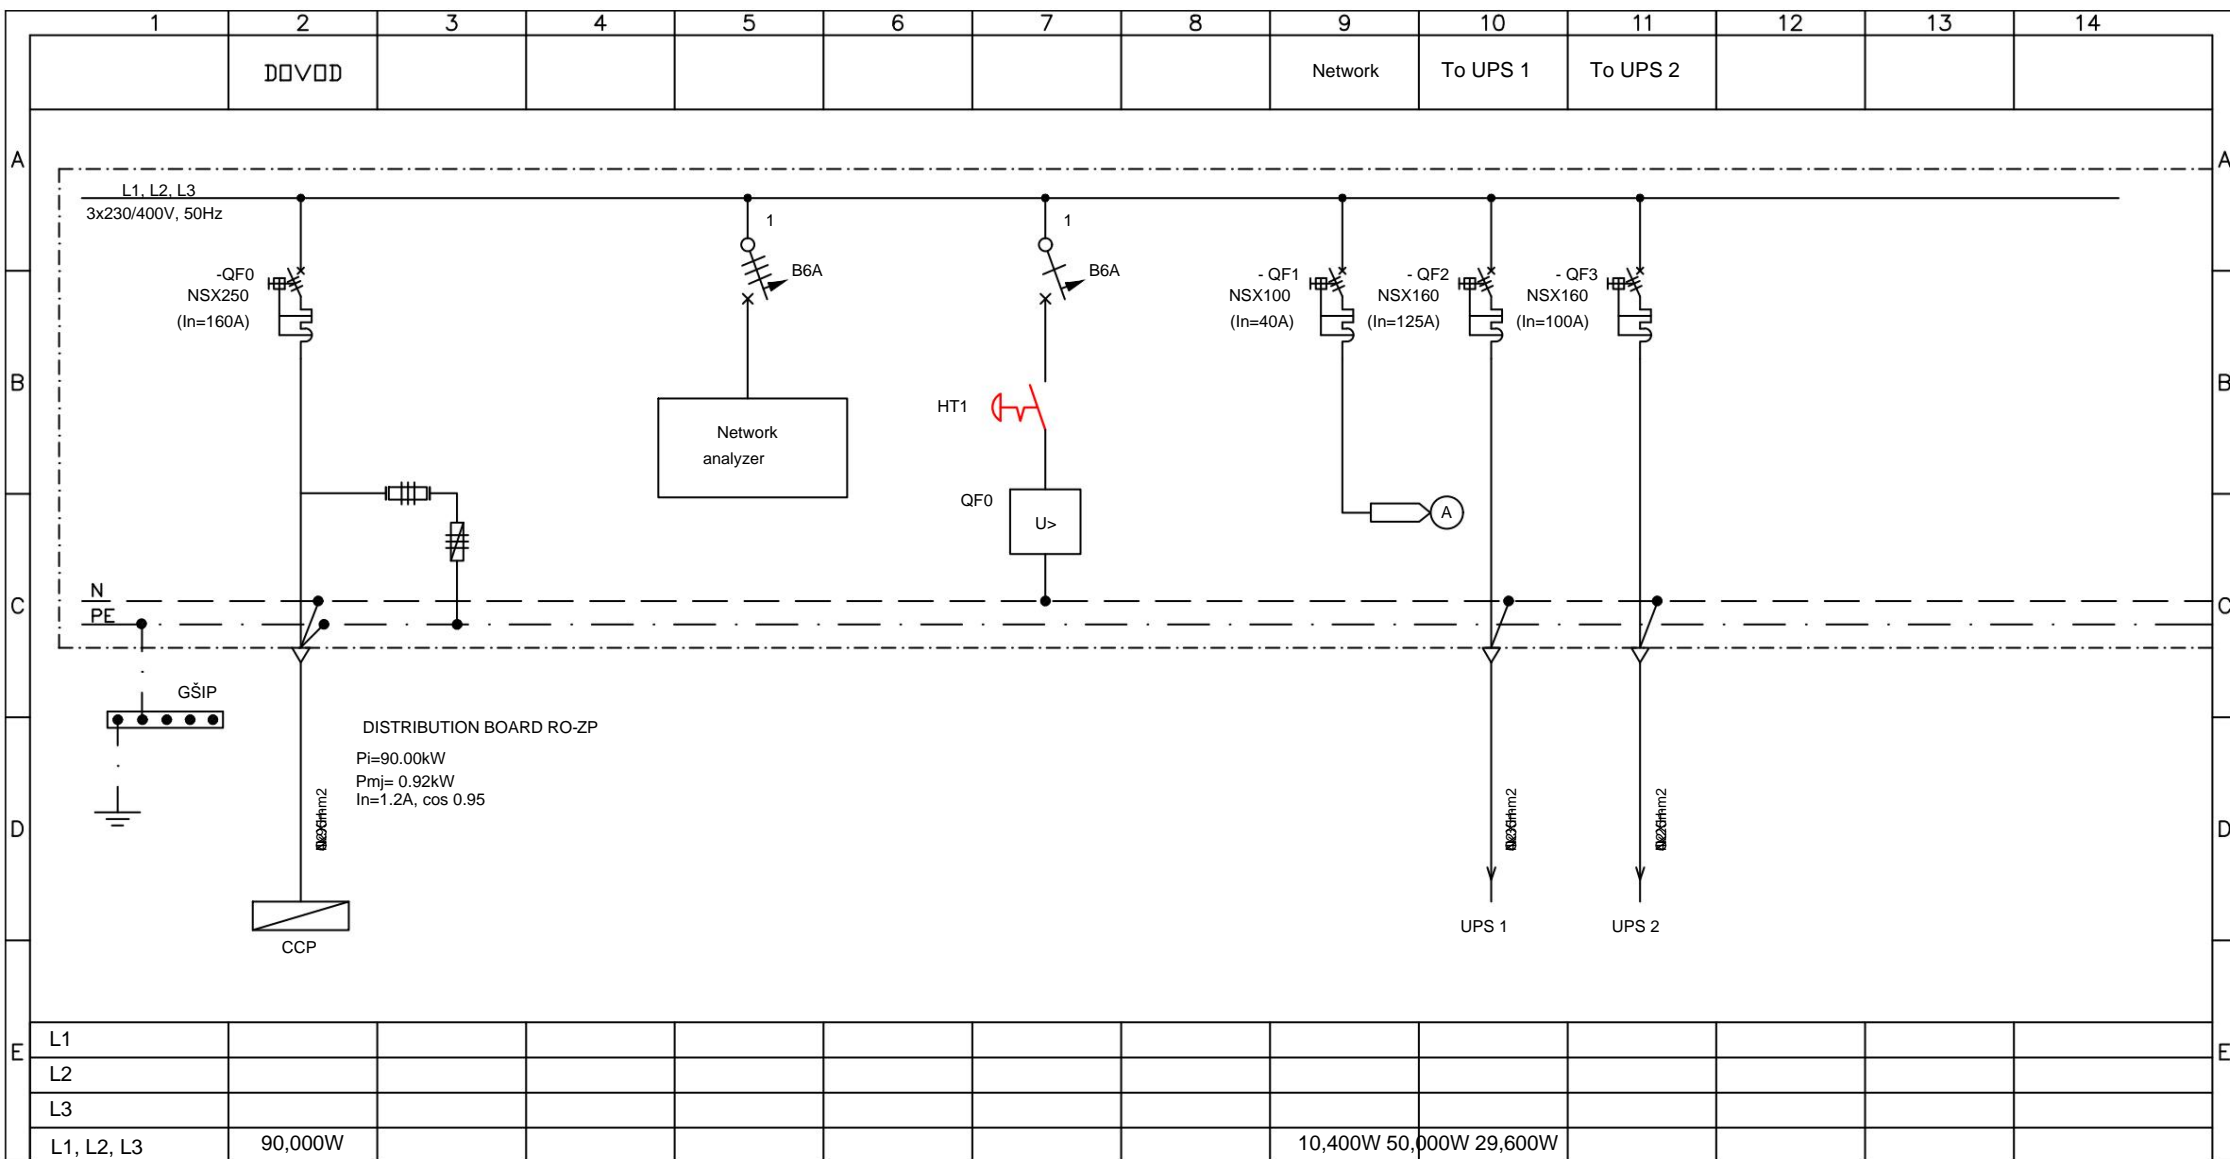 1 2 3 4 5 6 7 8 9 10 11 12 13 14
DOVOD Network To UPS 1 To UPS 2
A A
L1, L2, L3
3x230/400V, 50Hz
1 1
-QF0
NSX250
(In=160A)
B6A
B6A
- QF1
NSX100
(In=40A)
- QF2
NSX160
(In=125A)
- QF3
NSX160
(In=100A)
B B
HT1
Network
analyzer
QF0
U>
A
N
C C
PE
GŠIP
DISTRIBUTION BOARD RO-ZP
Pi=90.00kW
Pmj= 0.92kW
In=1.2A, cos 0.95
D D
UPS 1
UPS 2
CCP
L1
E E
L2
L3
L1, L2, L3 90,000W 10,400W 50,000W 29,600W